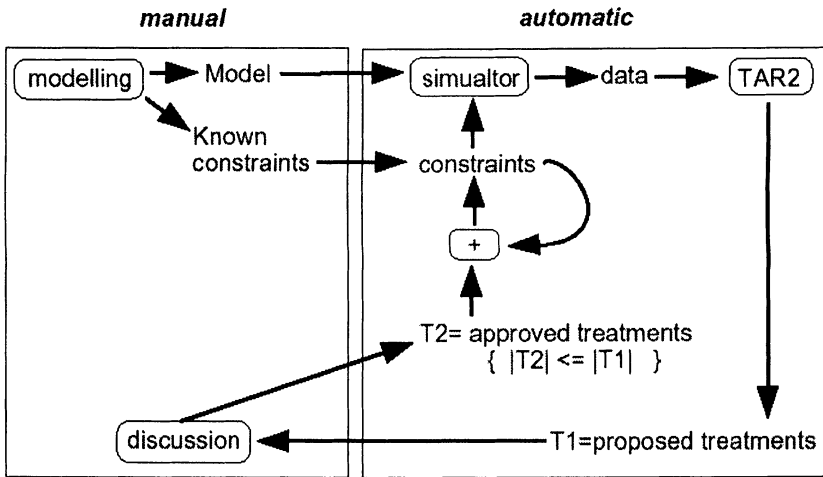 manual
automatic
modelling
Model
simualtor
data
TAR2
Known
constraints
constraints
+
T2= approved treatments
{ |T2| <= |T1| }
discussion
T1=proposed treatments